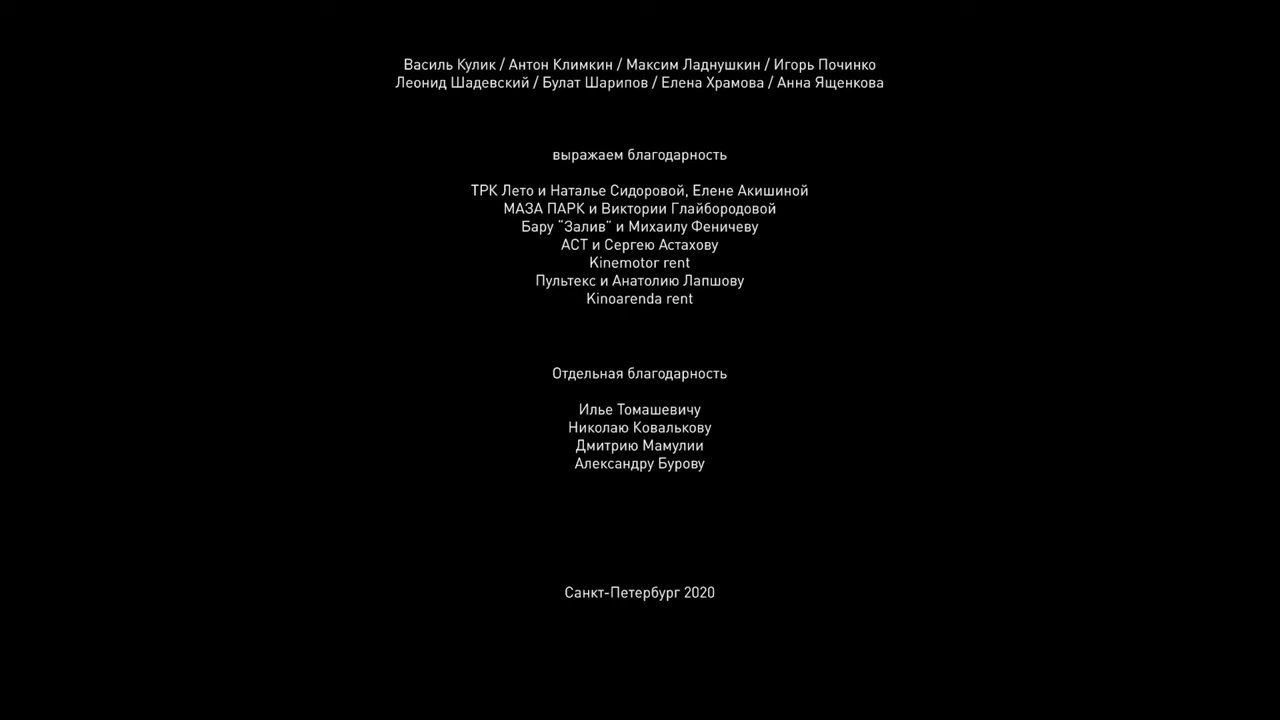 Василь Кулик / Антон Климкин / Максим Ладнушкин / Игорь Починко
Леонид Шадевский / Булат Шарипов / Елена Храмова / Анна Ященкова
выражаем благодарность
ТРК Лето и Наталье Сидоровой, Елене Акишиной
МАЗА ПАРК и Виктории Глайбородовой
Бару "Залив" и Михаилу Феничеву
АСТ и Сергею Астахову
Kinemotor rent
Пультекс и Анатолию Лапшову
Kinoarenda rent
Отдельная благодарность
Илье Томашевичу
Николаю Ковалькову
Дмитрию Мамулии
Александру Бурову
Санкт-Петербург 2020